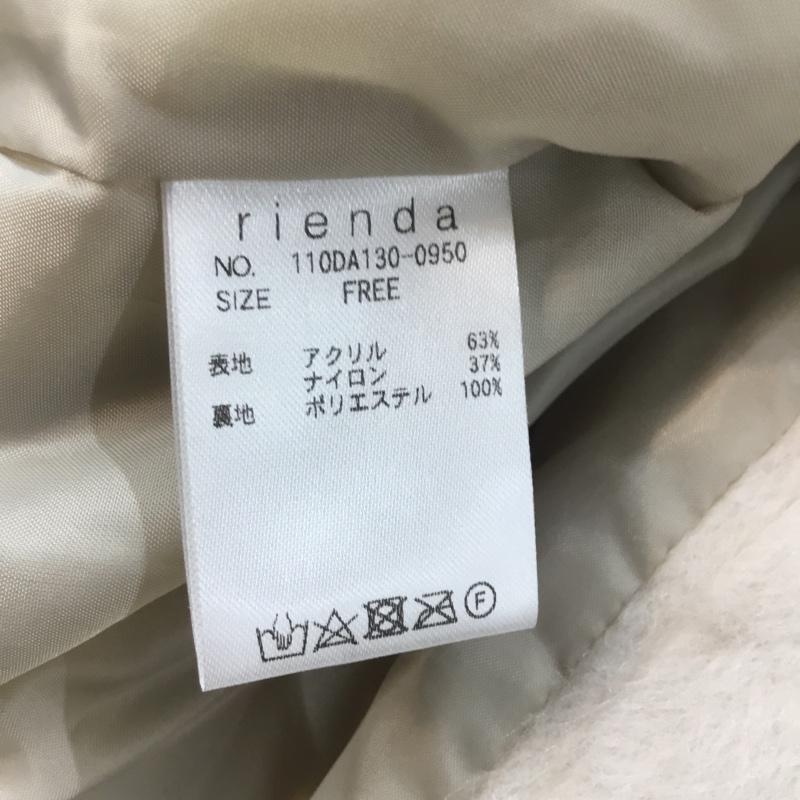 rienda
NO. 110DA130-0950
SIZE FREE
表地 アクリル 63%
ナイロン 37%
裏地 ポリエステル 100%
F